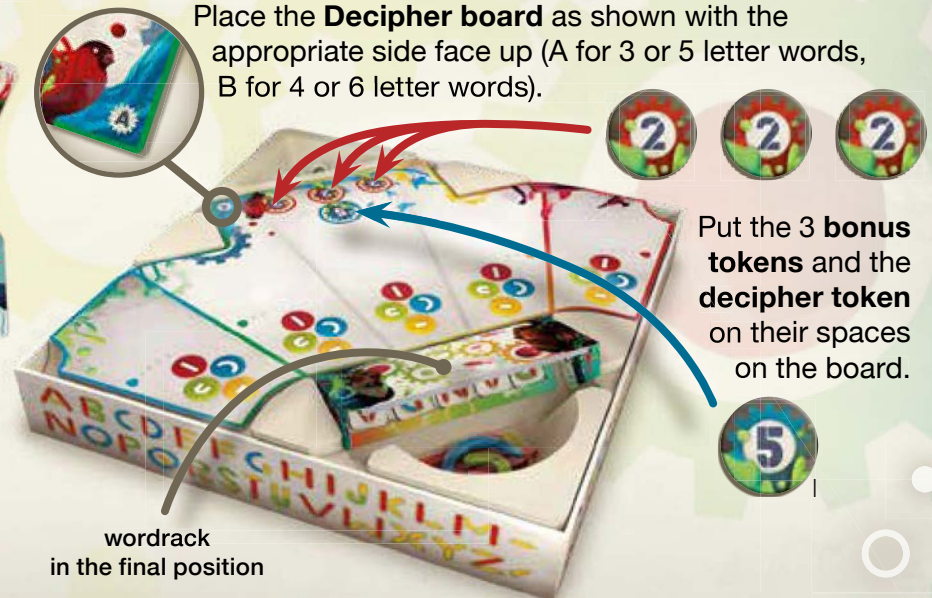 Place the Decipher board as shown with the
appropriate side face up (A for 3 or 5 letter words,
B for 4 or 6 letter words).
A
2 2 2
Put the 3 bonus
tokens and the
decipher token
on their spaces
on the board.
5
A B C D E F G H I J K L M
N O P Q R S T U V W X Y Z
wordrack
in the final position